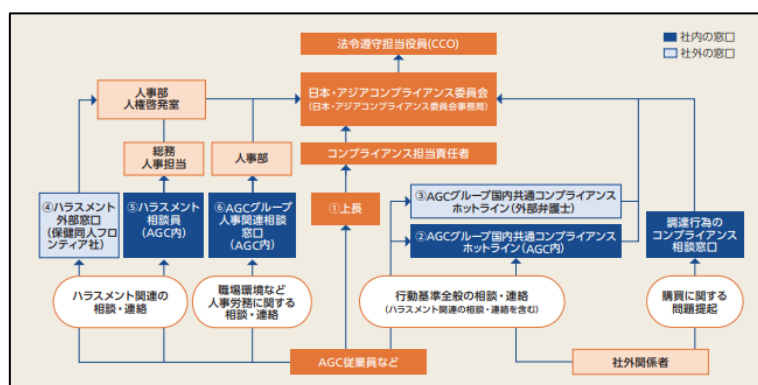 法令遵守担当役員(CCO)
社内の窓口
社外の窓口
人事部
人権啓発室
日本・アジアコンプライアンス委員会
(日本・アジアコンプライアンス委員会事務局)
総務
人事担当
人事部
コンプライアンス担当責任者
④ハラスメント
外部窓口
(保健同人フロ
ンティア社)
⑤ハラスメント
相談員
(AGC内)
⑥AGCグループ
人事関連相談
窓口
(AGC内)
①上長
③AGCグループ国内共通コンプライアンス
ホットライン(外部弁護士)
②AGCグループ国内共通コンプライアンス
ホットライン(AGC内)
調達行為の
コンプライアンス
相談窓口
ハラスメント関連の
相談・連絡
職場環境など
人事労務に関する
相談・連絡
行動基準全般の相談・連絡
(ハラスメント関連の相談・連絡を含む)
購買に関する
問題提起
AGC従業員など
社外関係者